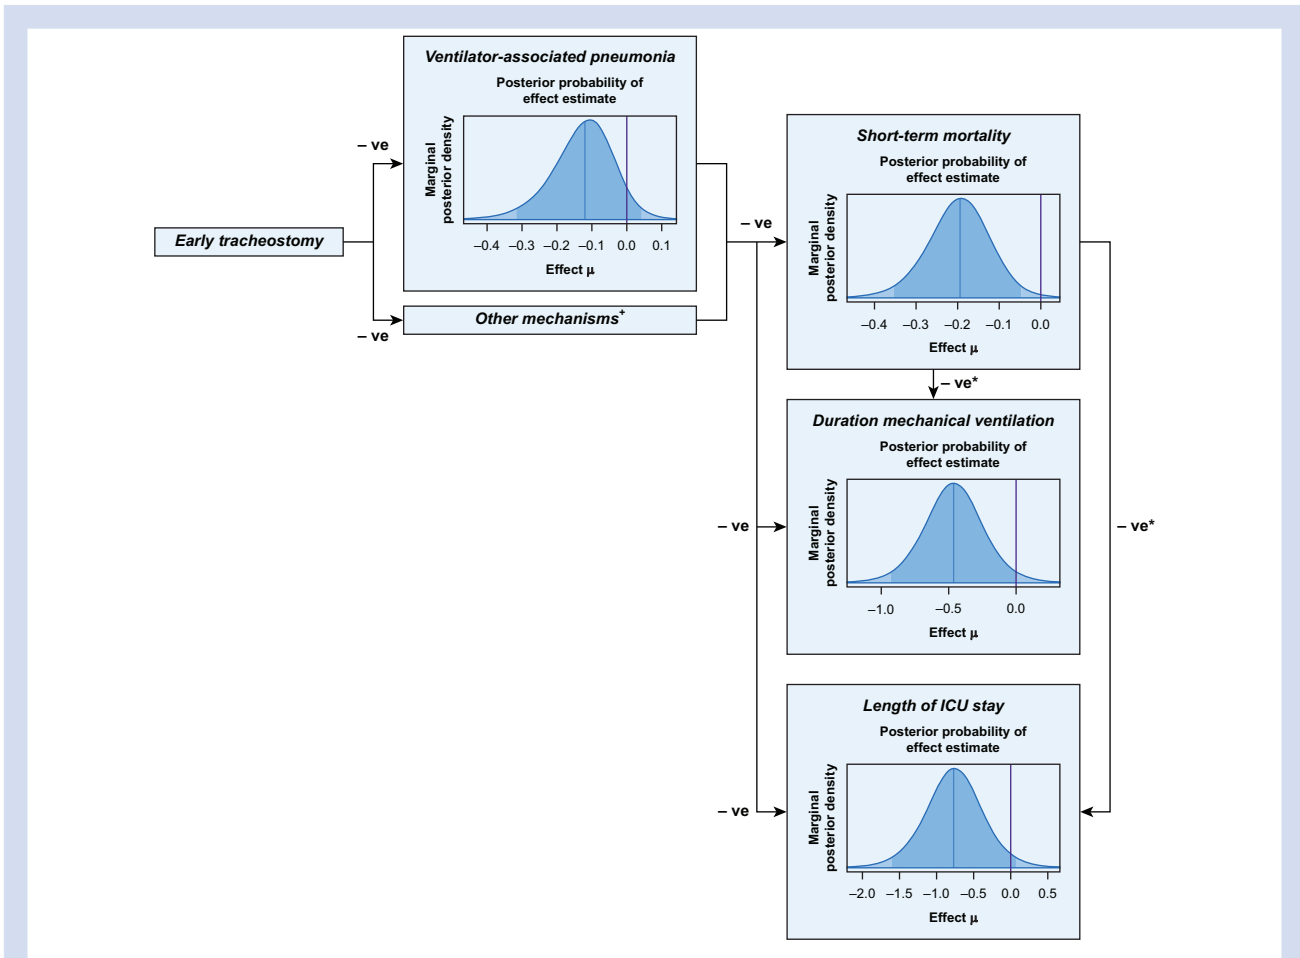 Ventilator-associated pneumonia
Posterior probability of
effect estimate
Marginal
posterior density
–0.4 –0.3 –0.2 –0.1 0.0 0.1
Effect μ
– ve
Early tracheostomy
– ve
Other mechanisms+
– ve
Short-term mortality
Posterior probability of
effect estimate
Marginal
posterior density
–0.4 –0.3 –0.2 –0.1 0.0
Effect μ
– ve*
Duration mechanical ventilation
Posterior probability of
effect estimate
Marginal
posterior density
–1.0 –0.5 0.0
Effect μ
– ve
– ve*
Length of ICU stay
Posterior probability of
effect estimate
Marginal
posterior density
–2.0 –1.5 –1.0 –0.5 0.0 0.5
Effect μ
– ve